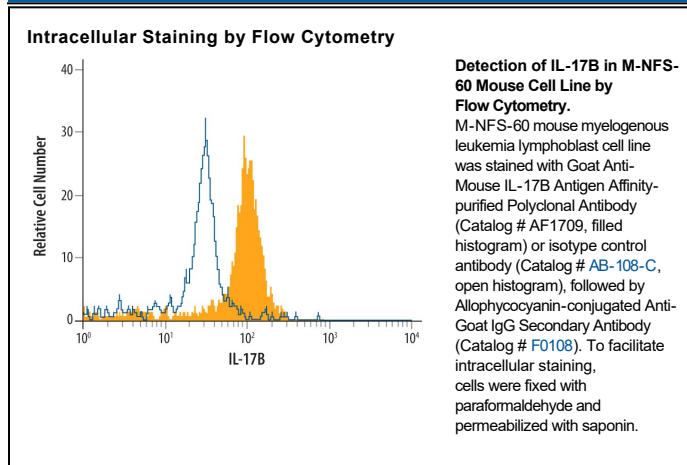 Intracellular Staining by Flow Cytometry
40
30
20
10
0
Relative Cell Number
10⁰ 10¹ 10² 10³ 10⁴
IL-17B
Detection of IL-17B in M-NFS-
60 Mouse Cell Line by
Flow Cytometry.
M-NFS-60 mouse myelogenous
leukemia lymphoblast cell line
was stained with Goat Anti-
Mouse IL-17B Antigen Affinity-
purified Polyclonal Antibody
(Catalog # AF1709, filled
histogram) or isotype control
antibody (Catalog # AB-108-C,
open histogram), followed by
Allophycocyanin-conjugated Anti-
Goat IgG Secondary Antibody
(Catalog # F0108). To facilitate
intracellular staining,
cells were fixed with
paraformaldehyde and
permeabilized with saponin.